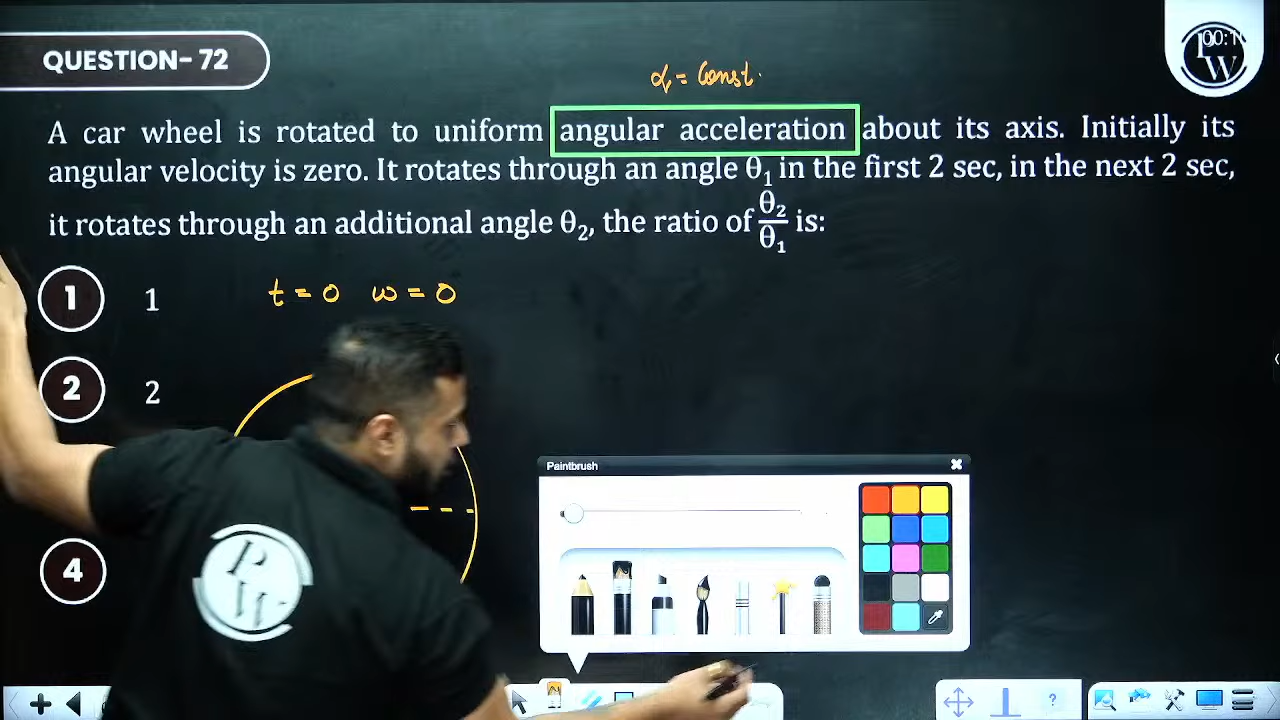 QUESTION- 72
α = Const.
A car wheel is rotated to uniform angular acceleration about its axis. Initially its
angular velocity is zero. It rotates through an angle θ₁ in the first 2 sec, in the next 2 sec,
it rotates through an additional angle θ₂, the ratio of θ₂/θ₁ is:
1 1
t = 0 ω = 0
2 2
4
Paintbrush
PW